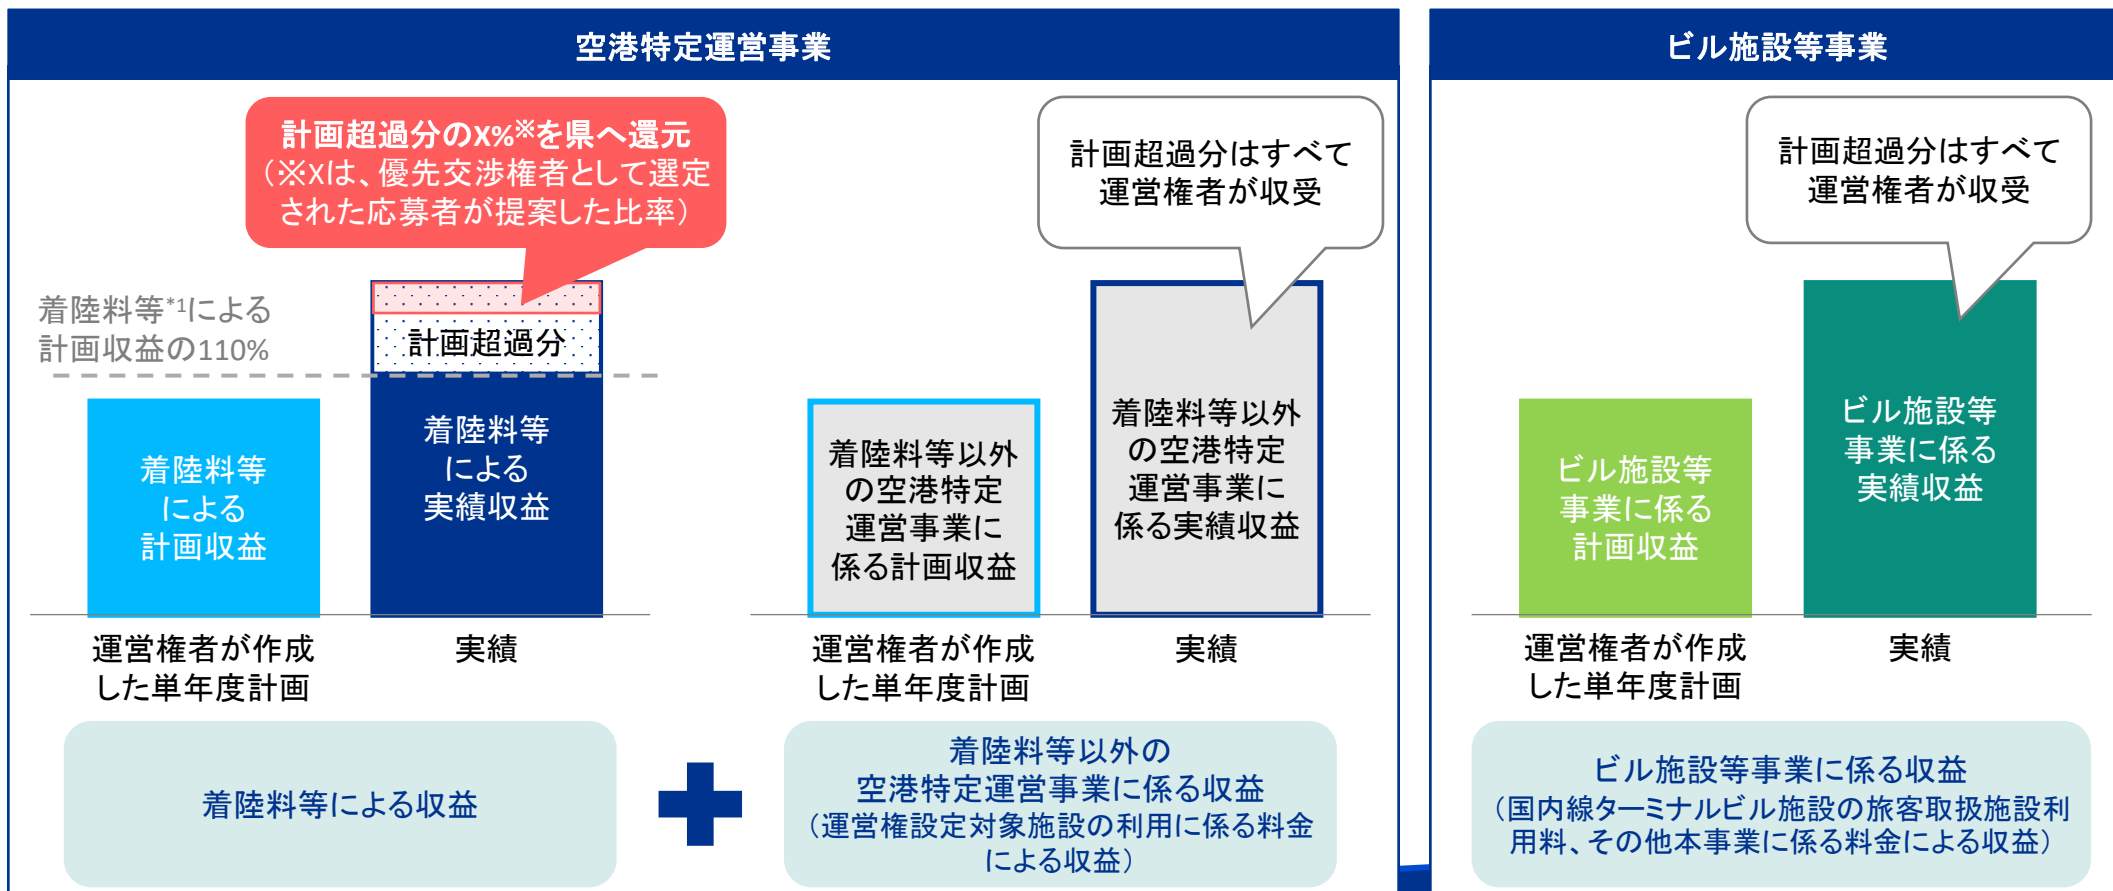 空港特定運営事業
計画超過分のX%※を県へ還元
（※Xは、優先交渉権者として選定
された応募者が提案した比率）
計画超過分はすべて
運営権者が収受
着陸料等*1による
計画収益の110%
計画超過分
着陸料等
による
計画収益
着陸料等
による
実績収益
着陸料等以外
の空港特定
運営事業に
係る計画収益
着陸料等以外
の空港特定
運営事業に
係る実績収益
運営権者が作成
した単年度計画
実績
運営権者が作成
した単年度計画
実績
着陸料等による収益
着陸料等以外の
空港特定運営事業に係る収益
（運営権設定対象施設の利用に係る料金
による収益）
ビル施設等事業
計画超過分はすべて
運営権者が収受
ビル施設等
事業に係る
計画収益
ビル施設等
事業に係る
実績収益
運営権者が作成
した単年度計画
実績
ビル施設等事業に係る収益
（国内線ターミナルビル施設の旅客取扱施設利
用料、その他本事業に係る料金による収益）